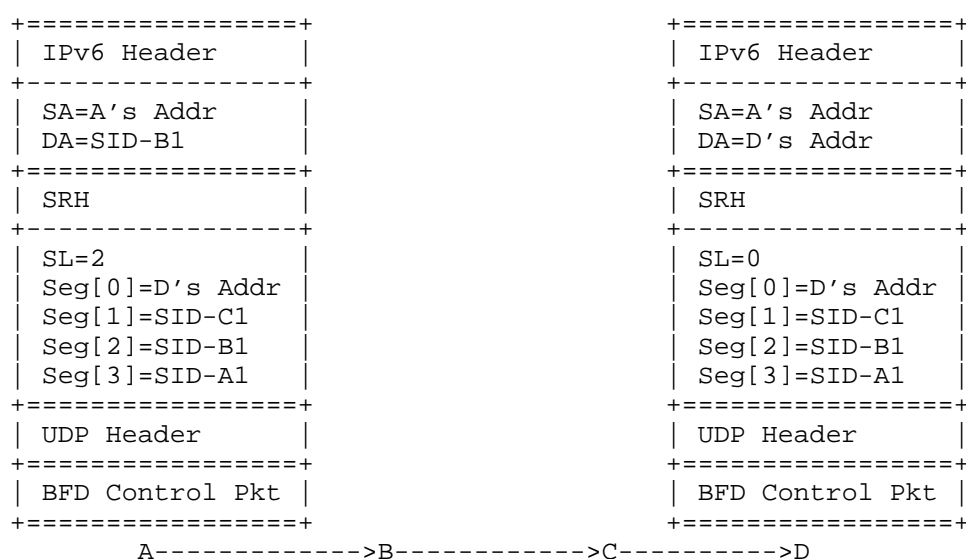 +=================+                      +=================+
| IPv6 Header     |                      | IPv6 Header     |
+-----------------+                      +-----------------+
| SA=A's Addr     |                      | SA=A's Addr     |
| DA=SID-B1       |                      | DA=D's Addr     |
+=================+                      +=================+
| SRH             |                      | SRH             |
+-----------------+                      +-----------------+
| SL=2            |                      | SL=0            |
| Seg[0]=D's Addr |                      | Seg[0]=D's Addr |
| Seg[1]=SID-C1   |                      | Seg[1]=SID-C1   |
| Seg[2]=SID-B1   |                      | Seg[2]=SID-B1   |
| Seg[3]=SID-A1   |                      | Seg[3]=SID-A1   |
+=================+                      +=================+
| UDP Header      |                      | UDP Header      |
+=================+                      +=================+
| BFD Control Pkt |                      | BFD Control Pkt |
+=================+                      +=================+
        A------------->B------------>C---------->D